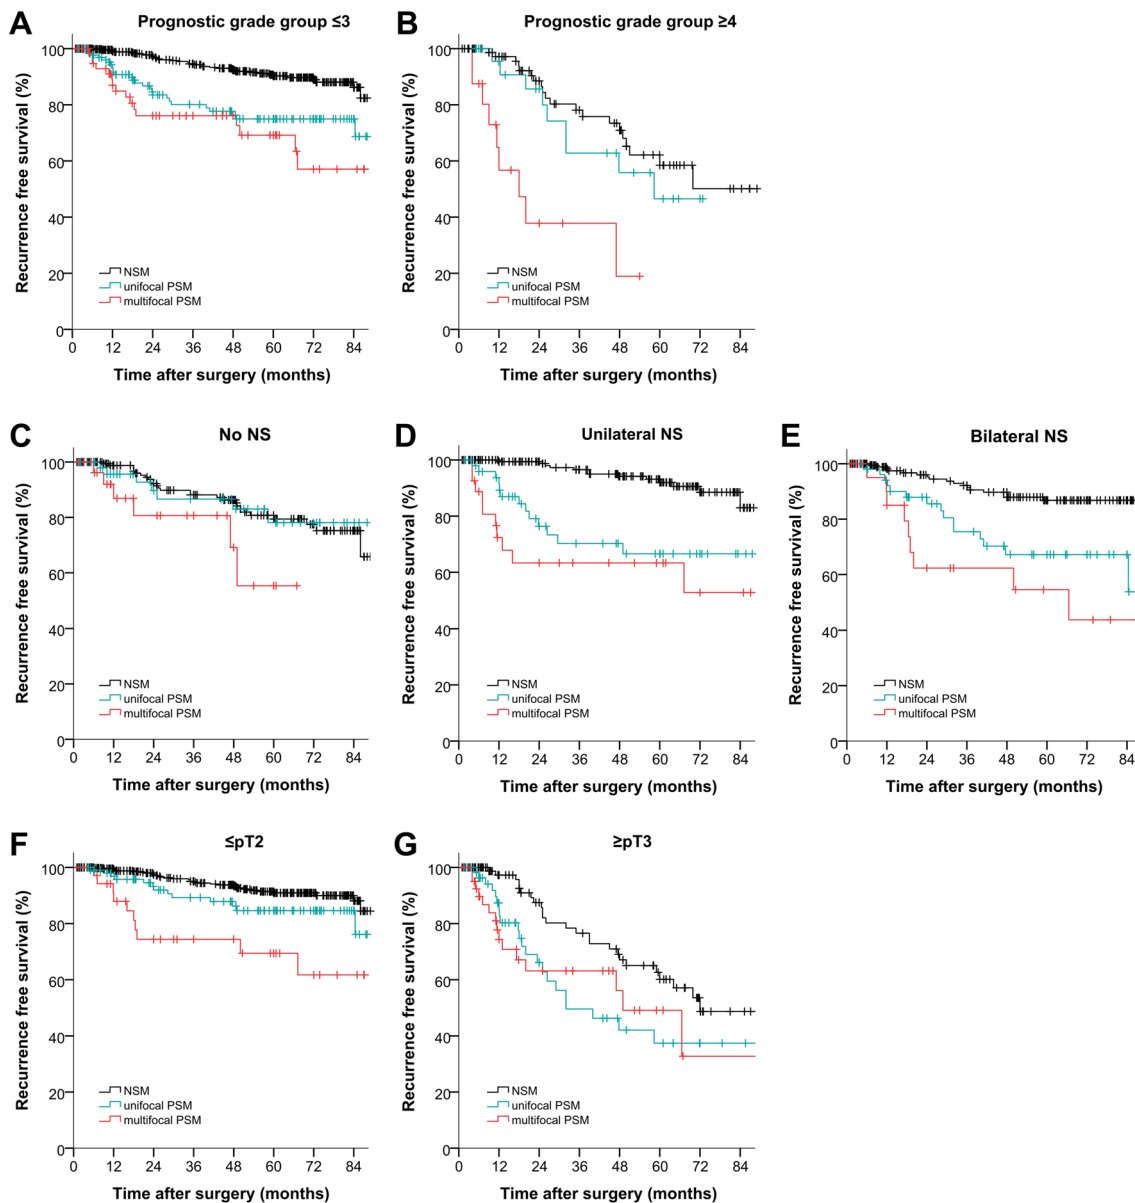 A
Prognostic grade group ≤3
Recurrence free survival (%)
100
80
60
40
20
0
NSM
unifocal PSM
multifocal PSM
0 12 24 36 48 60 72 84
Time after surgery (months)
B
Prognostic grade group ≥4
Recurrence free survival (%)
100
80
60
40
20
0
NSM
unifocal PSM
multifocal PSM
0 12 24 36 48 60 72 84
Time after surgery (months)
C
No NS
Recurrence free survival (%)
100
80
60
40
20
0
NSM
unifocal PSM
multifocal PSM
0 12 24 36 48 60 72 84
Time after surgery (months)
D
Unilateral NS
Recurrence free survival (%)
100
80
60
40
20
0
NSM
unifocal PSM
multifocal PSM
0 12 24 36 48 60 72 84
Time after surgery (months)
E
Bilateral NS
Recurrence free survival (%)
100
80
60
40
20
0
NSM
unifocal PSM
multifocal PSM
0 12 24 36 48 60 72 84
Time after surgery (months)
F
≤pT2
Recurrence free survival (%)
100
80
60
40
20
0
NSM
unifocal PSM
multifocal PSM
0 12 24 36 48 60 72 84
Time after surgery (months)
G
≥pT3
Recurrence free survival (%)
100
80
60
40
20
0
NSM
unifocal PSM
multifocal PSM
0 12 24 36 48 60 72 84
Time after surgery (months)